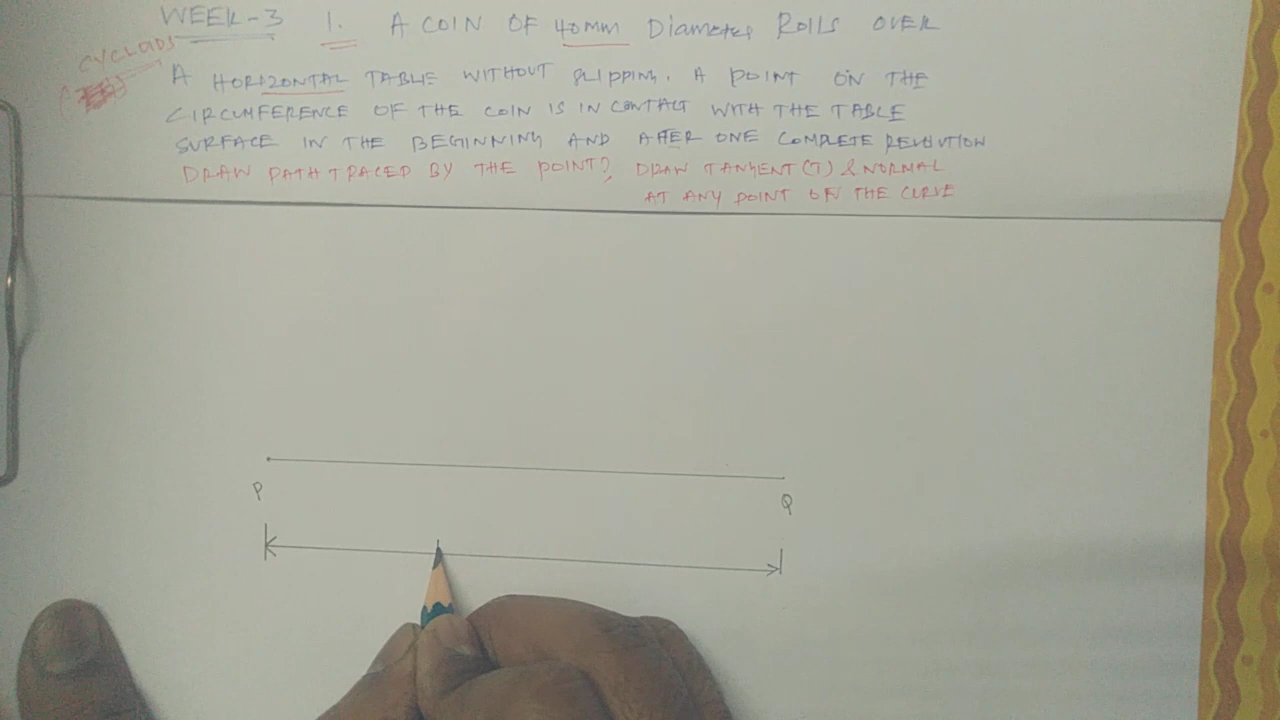 WEEK-3 1. A COIN OF 40mm Diameter Rolls OVER
CYCLOIDS
A HORIZONTAL TABLE WITHOUT SLIPPING. A POINT ON THE
CIRCUMFERENCE OF THE COIN IS IN CONTACT WITH THE TABLE
SURFACE IN THE BEGINNING AND AFTER ONE COMPLETE REVOLUTION
DRAW PATH TRACED BY THE POINT? DRAW TANGENT (T) & NORMAL
AT ANY POINT ON THE CURVE
P
Q